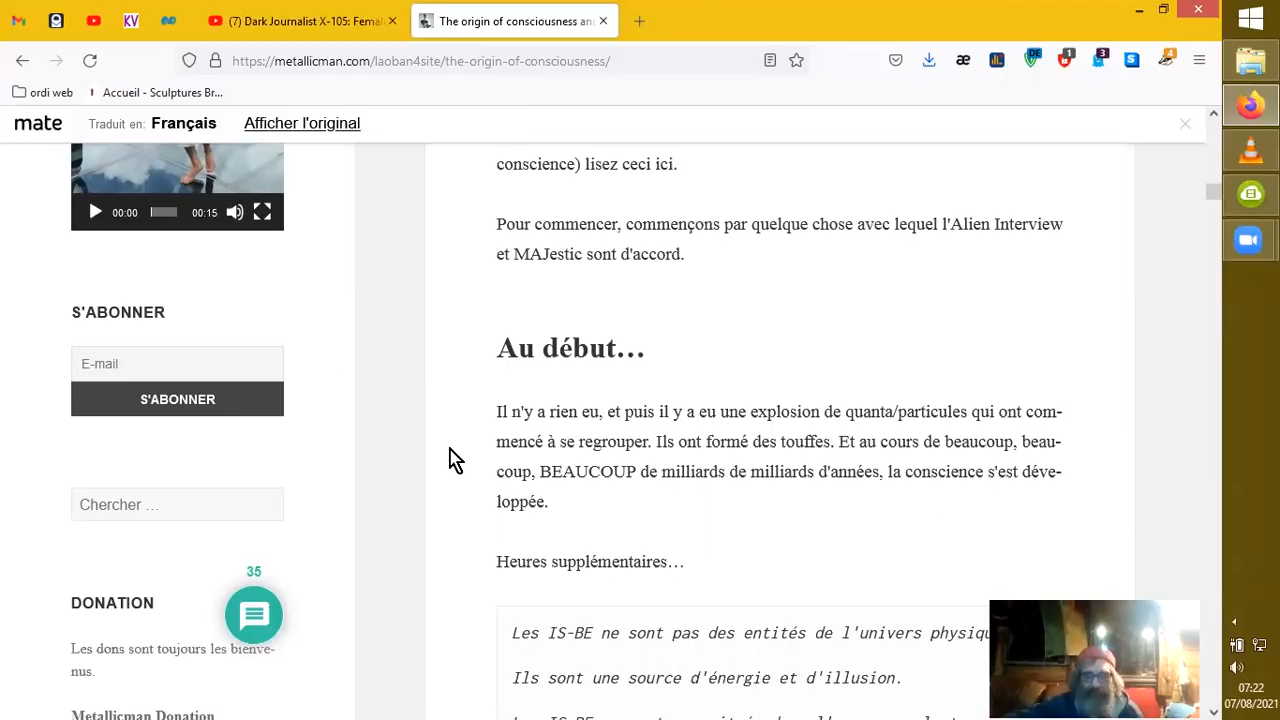 (7) Dark Journalist X-105: Femal
The origin of consciousness an
https://metallicman.com/laoban4site/the-origin-of-consciousness/
ordi web
Accueil - Sculptures Br...
mate
Traduit en: Français
Afficher l'original
conscience) lisez ceci ici.
00:00
00:15
Pour commencer, commençons par quelque chose avec lequel l'Alien Interview
et MAJestic sont d'accord.
S'ABONNER
E-mail
S'ABONNER
Au début…
Il n'y a rien eu, et puis il y a eu une explosion de quanta/particules qui ont com-
mencé à se regrouper. Ils ont formé des touffes. Et au cours de beaucoup, beau-
coup, BEAUCOUP de milliards de milliards d'années, la conscience s'est déve-
loppée.
Chercher …
Heures supplémentaires…
35
DONATION
Les dons sont toujours les bienve-
nus.
Metallicman Donation
Les IS-BE ne sont pas des entités de l'univers physiqu
Ils sont une source d'énergie et d'illusion.
KV
æ
DE
1
3
4
07:22
07/08/2021